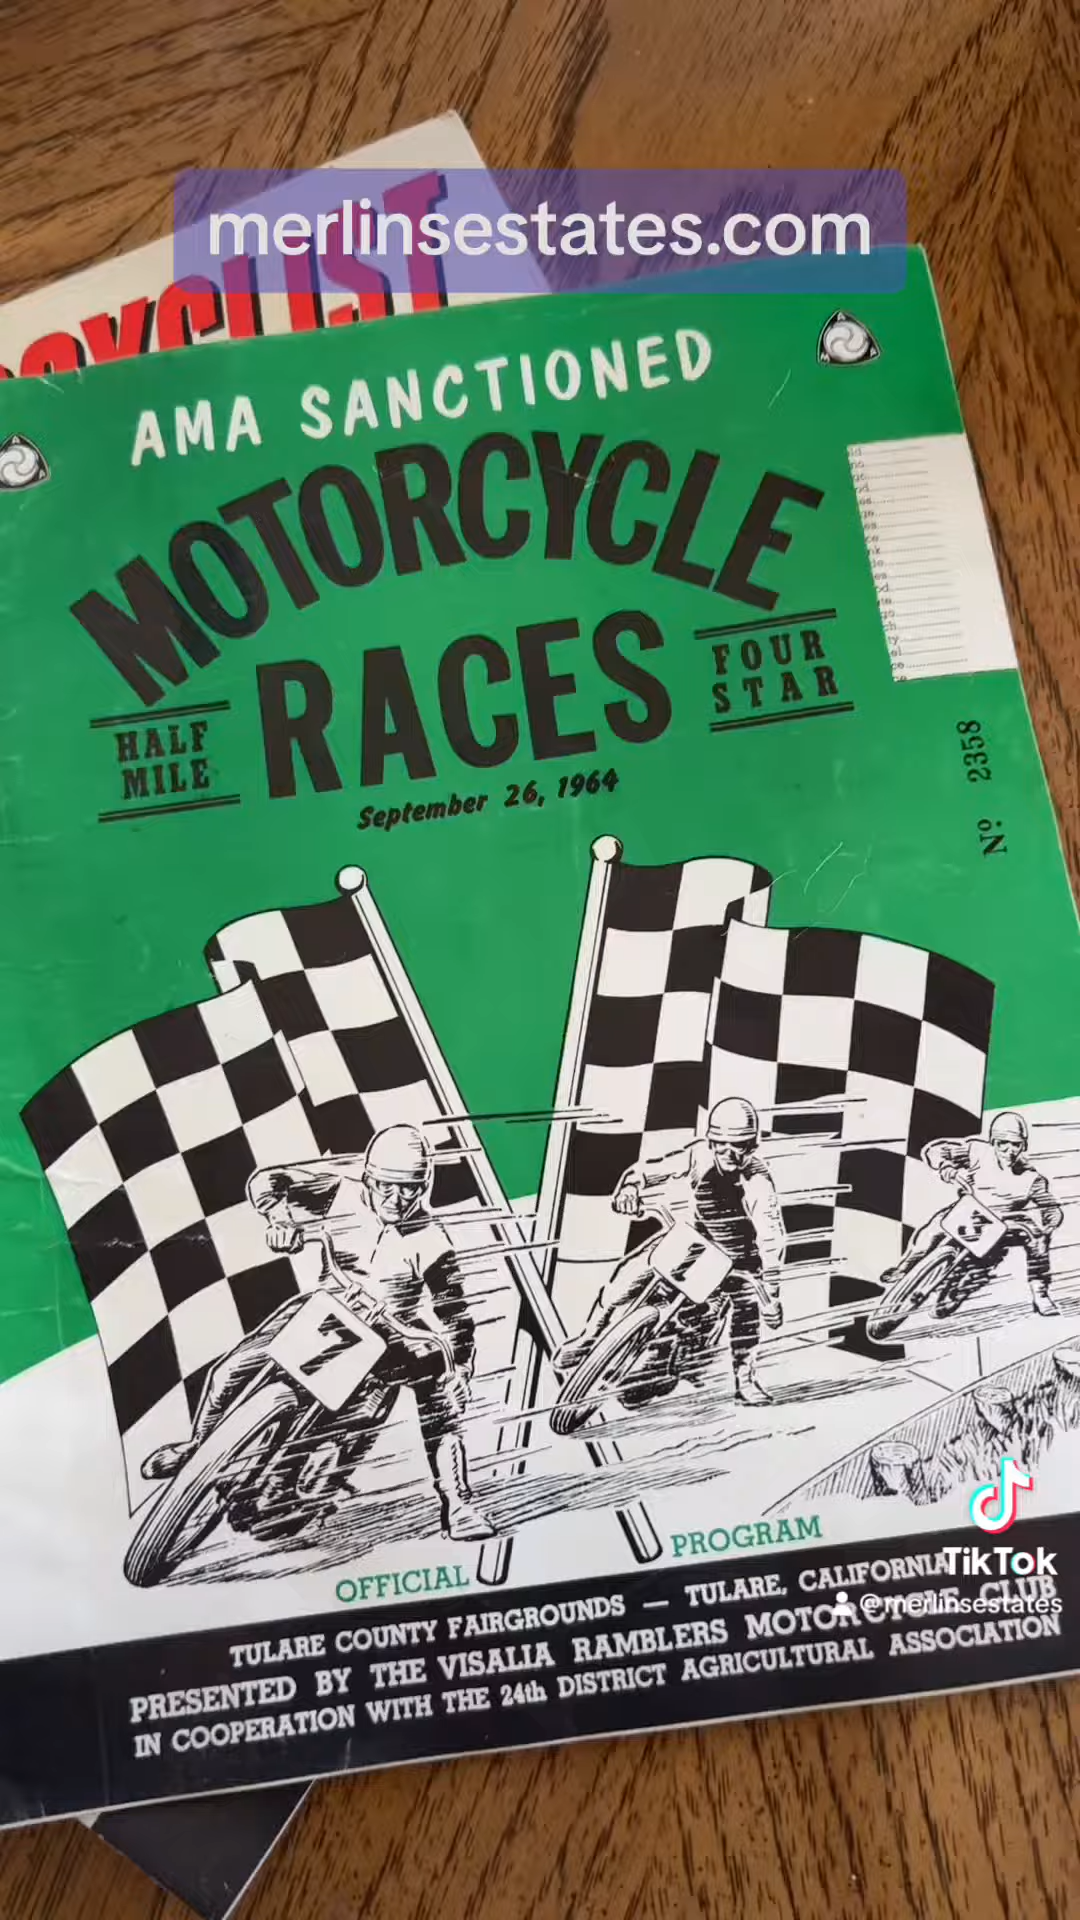 merlinsestates.com
CYCLIST
AMA SANCTIONED
MOTORCYCLE
RACES
HALF
MILE
FOUR
STAR
September 26, 1964
Nº 2358
7
OFFICIAL PROGRAM
TULARE COUNTY FAIRGROUNDS — TULARE, CALIFORNIA
PRESENTED BY THE VISALIA RAMBLERS MOTORCYCLE CLUB
IN COOPERATION WITH THE 24th DISTRICT AGRICULTURAL ASSOCIATION
TikTok
@merlinsestates